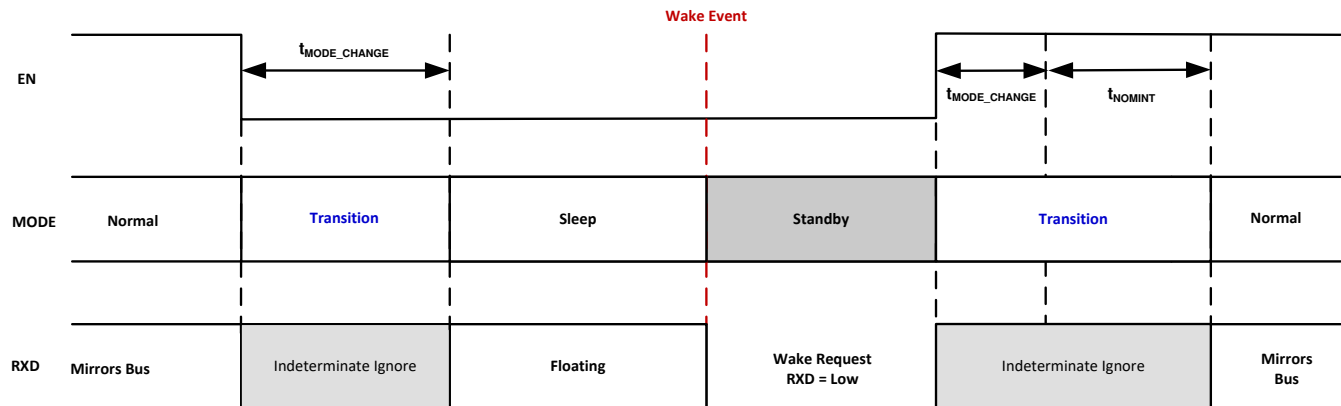 Wake Event
EN
tMODE_CHANGE
tMODE_CHANGE
tNOMINT
MODE
Normal
Transition
Sleep
Standby
Transition
Normal
RXD
Mirrors Bus
Indeterminate Ignore
Floating
Wake Request
RXD = Low
Indeterminate Ignore
Mirrors
Bus